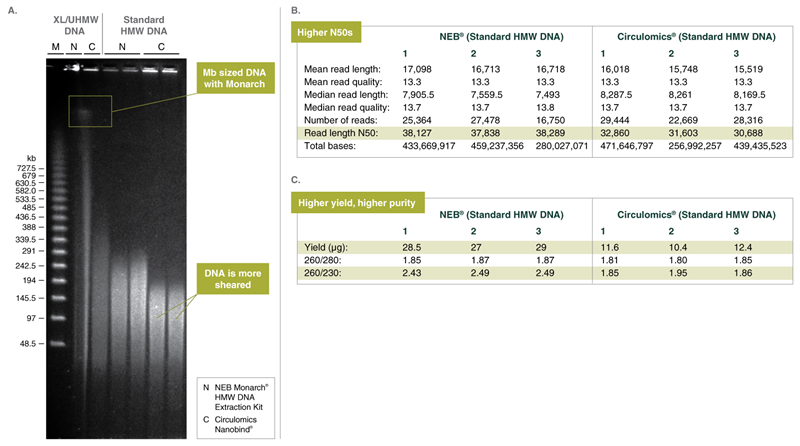 A.
XL/UHMW
DNA
Standard
HMW DNA
M N C N C
Mb sized DNA
with Monarch
kb
727.5
679
630.5
582.0
533.5
485
436.5
388
339.5
291
242.5
194
145.5
97
48.5
DNA is more
sheared
N NEB Monarch®
HMW DNA
Extraction Kit
C Circulomics
Nanobind®
B.
Higher N50s
NEB® (Standard HMW DNA) Circulomics® (Standard HMW DNA)
1 2 3 1 2 3
Mean read length: 17,098 16,713 16,718 16,018 15,748 15,519
Mean read quality: 13.3 13.3 13.3 13.3 13.3 13.3
Median read length: 7,905.5 7,559.5 7,493 8,287.5 8,261 8,169.5
Median read quality: 13.7 13.7 13.8 13.7 13.7 13.7
Number of reads: 25,364 27,478 16,750 29,444 22,669 28,316
Read length N50: 38,127 37,838 38,289 32,860 31,603 30,688
Total bases: 433,669,917 459,237,356 280,027,071 471,646,797 256,992,257 439,435,523
C.
Higher yield, higher purity
NEB® (Standard HMW DNA) Circulomics® (Standard HMW DNA)
1 2 3 1 2 3
Yield (µg): 28.5 27 29 11.6 10.4 12.4
260/280: 1.85 1.87 1.87 1.81 1.80 1.85
260/230: 2.43 2.49 2.49 1.85 1.95 1.86